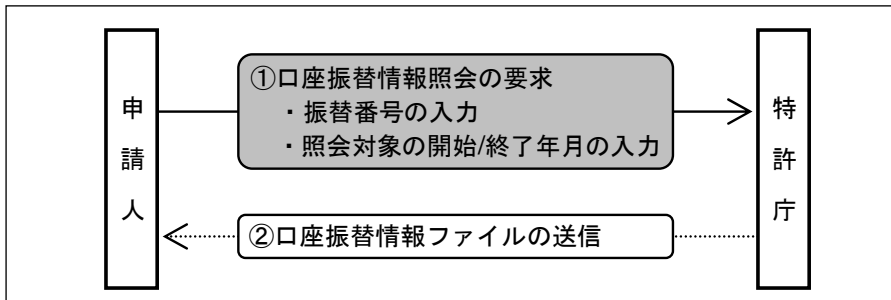 申請人
①口座振替情報照会の要求
・振替番号の入力
・照会対象の開始/終了年月の入力
②口座振替情報ファイルの送信
特許庁